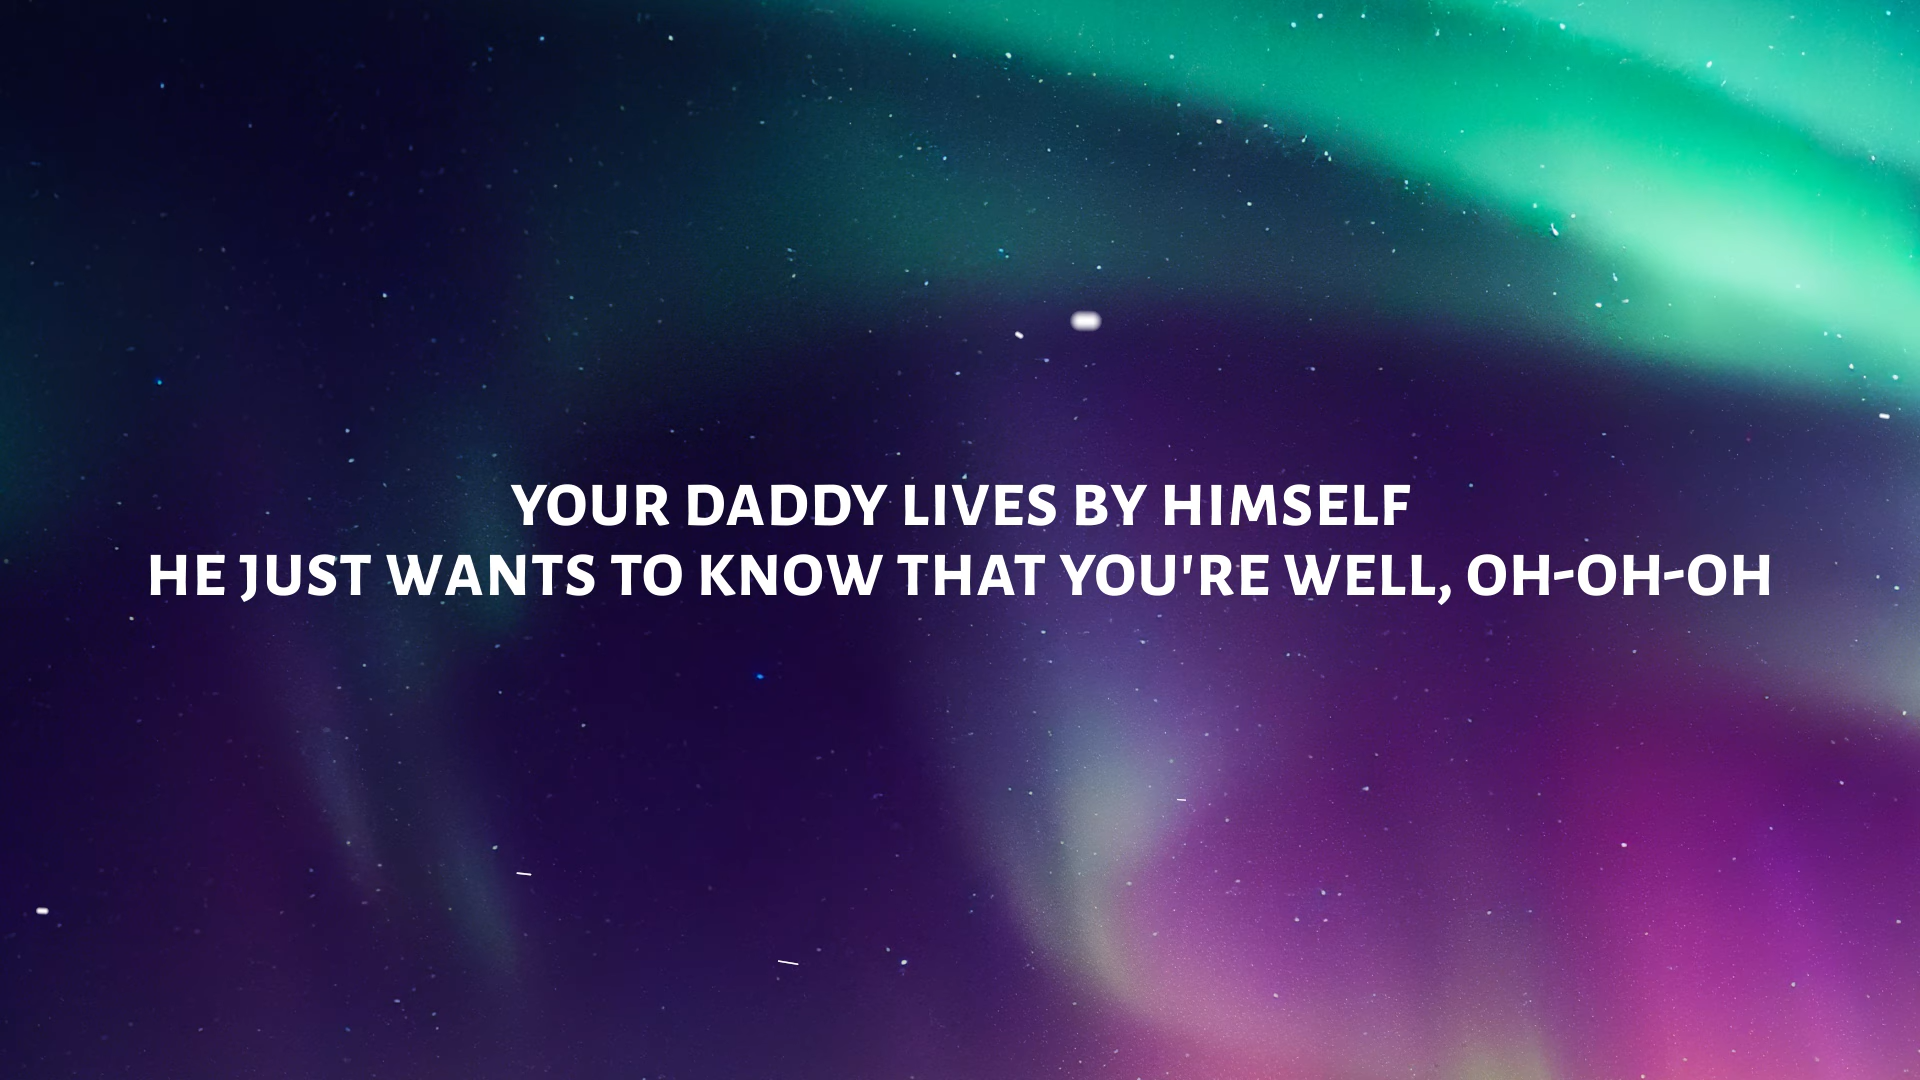 YOUR DADDY LIVES BY HIMSELF
HE JUST WANTS TO KNOW THAT YOU'RE WELL, OH-OH-OH